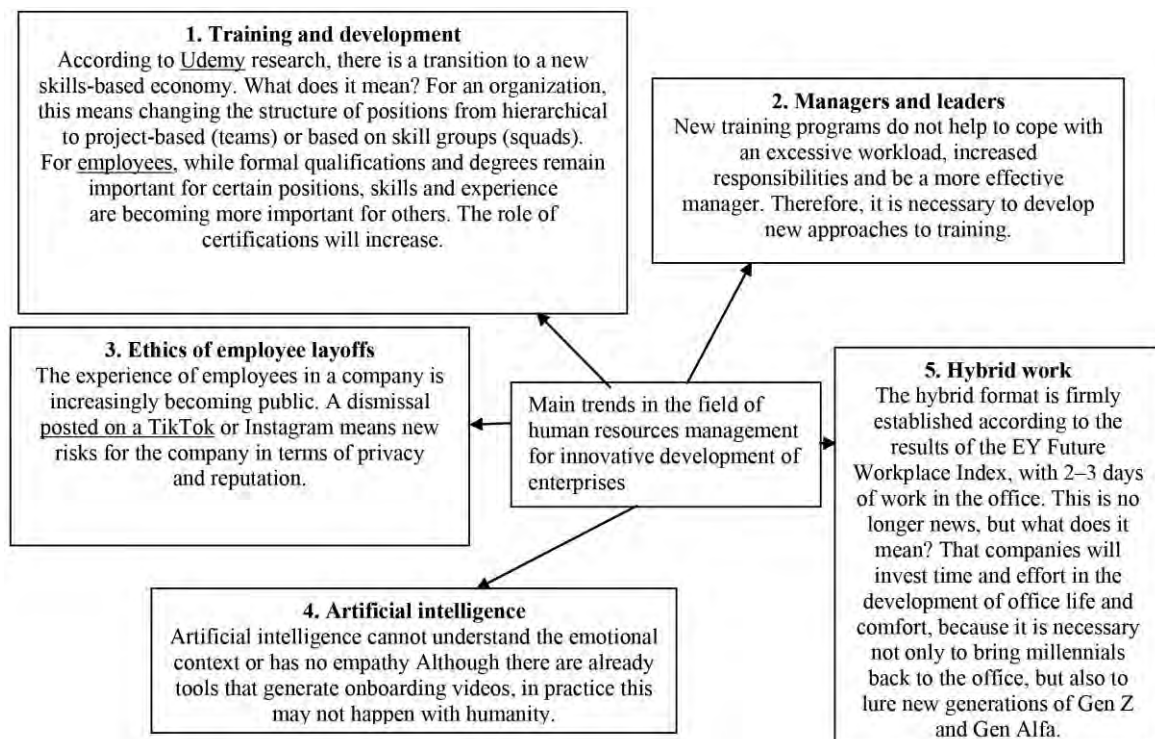 1. Training and development
According to Udemy research, there is a transition to a new
skills-based economy. What does it mean? For an organization,
this means changing the structure of positions from hierarchical
to project-based (teams) or based on skill groups (squads).
For employees, while formal qualifications and degrees remain
important for certain positions, skills and experience
are becoming more important for others. The role of
certifications will increase.
2. Managers and leaders
New training programs do not help to cope with
an excessive workload, increased
responsibilities and be a more effective
manager. Therefore, it is necessary to develop
new approaches to training.
3. Ethics of employee layoffs
The experience of employees in a company is
increasingly becoming public. A dismissal
posted on a TikTok or Instagram means new
risks for the company in terms of privacy
and reputation.
Main trends in the field of
human resources management
for innovative development of
enterprises
4. Artificial intelligence
Artificial intelligence cannot understand the emotional
context or has no empathy Although there are already
tools that generate onboarding videos, in practice this
may not happen with humanity.
5. Hybrid work
The hybrid format is firmly
established according to the
results of the EY Future
Workplace Index, with 2–3 days
of work in the office. This is no
longer news, but what does it
mean? That companies will
invest time and effort in the
development of office life and
comfort, because it is necessary
not only to bring millennials
back to the office, but also to
lure new generations of Gen Z
and Gen Alfa.